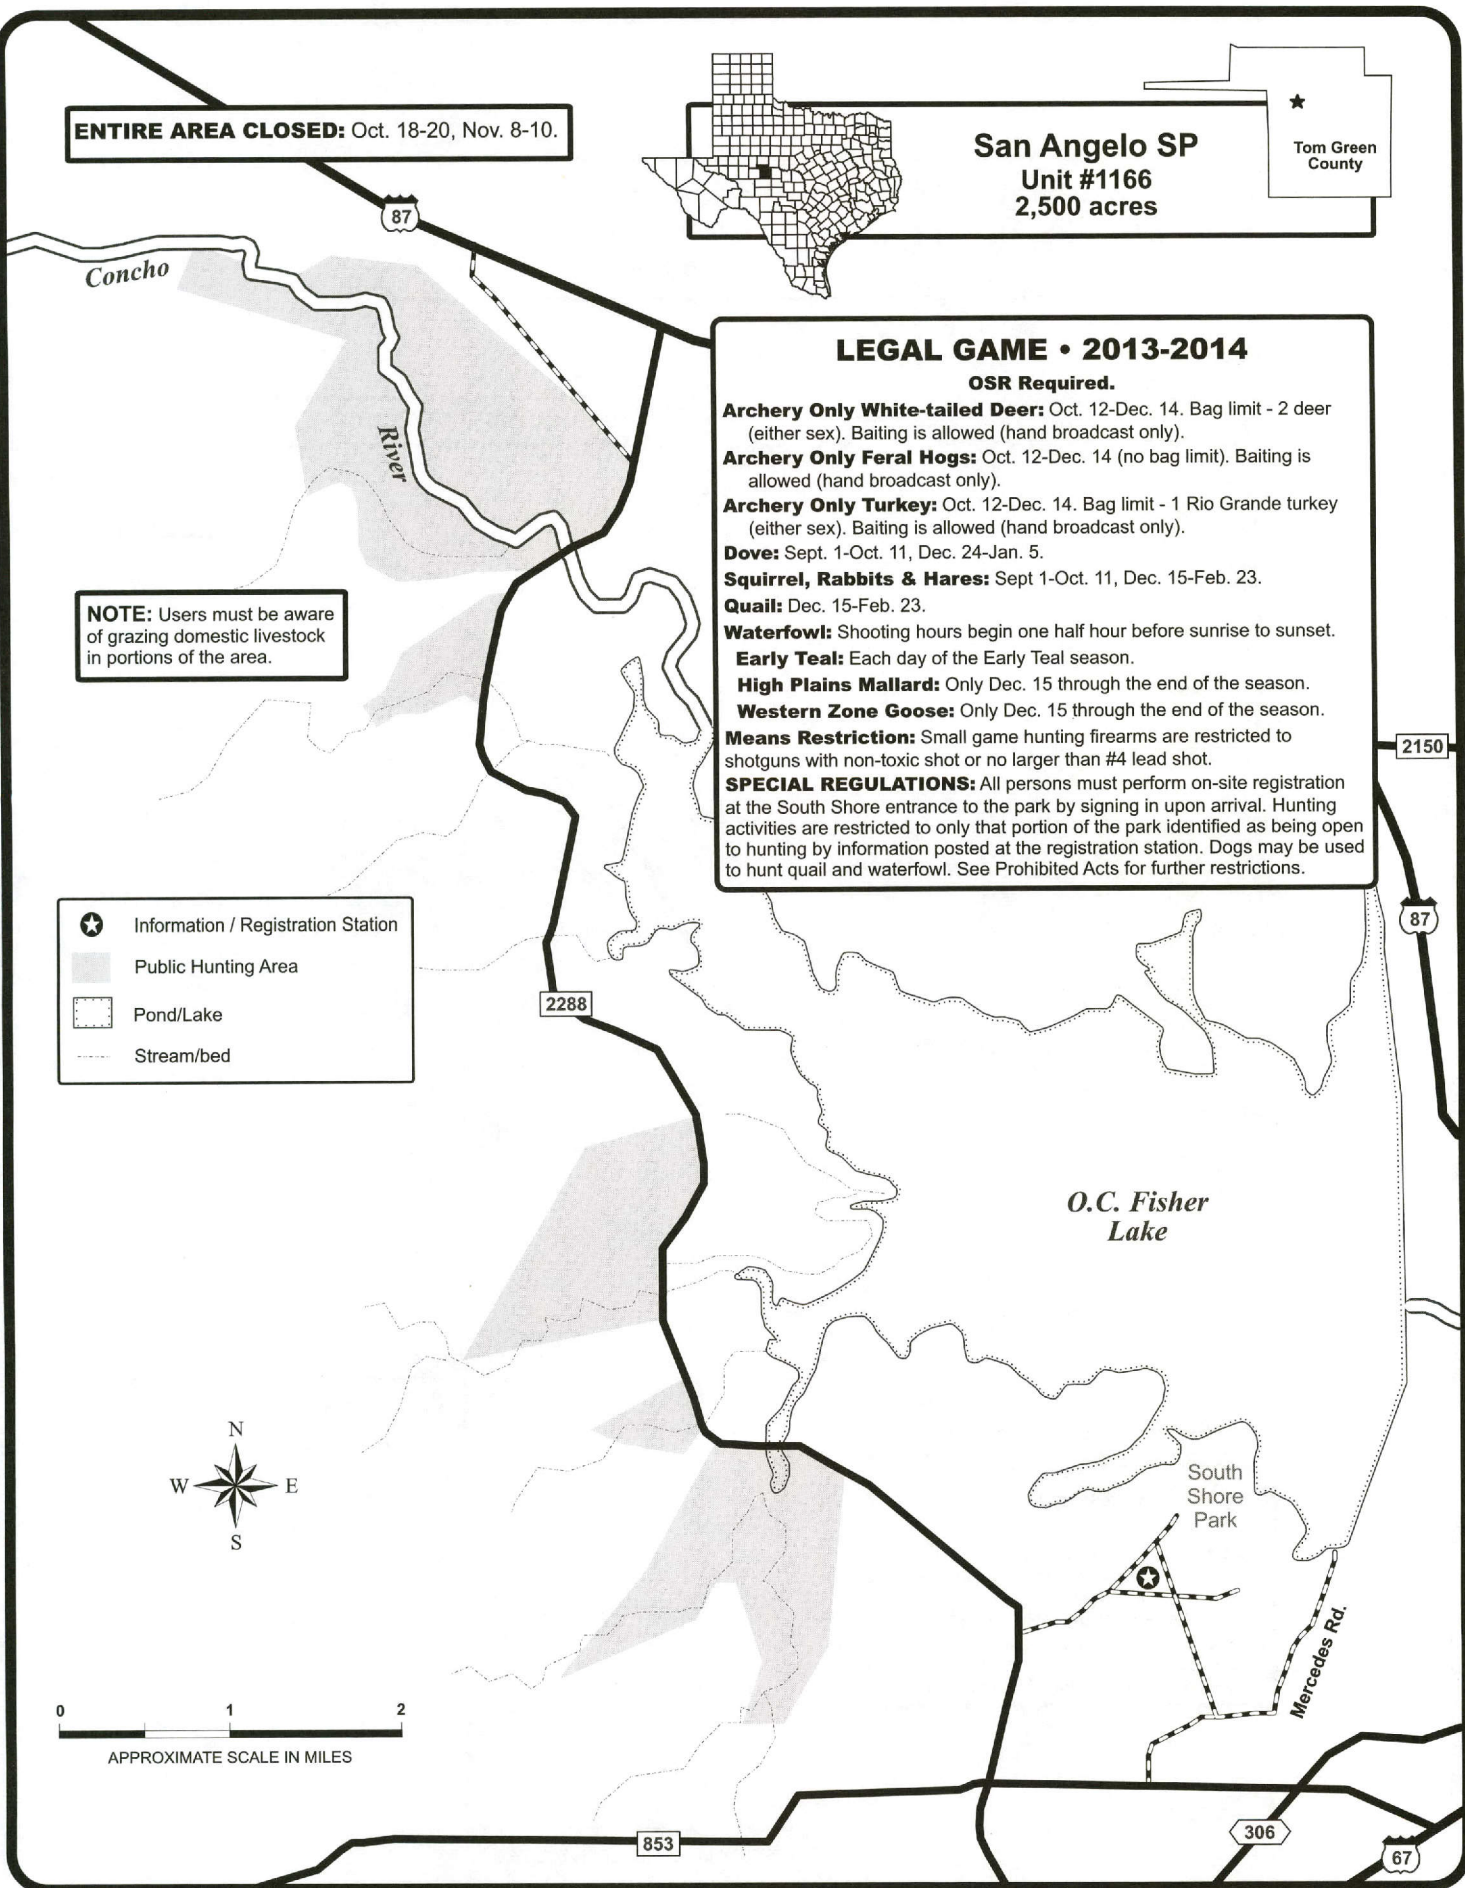 ENTIRE AREA CLOSED: Oct. 18-20, Nov. 8-10.
San Angelo SP
Unit #1166
2,500 acres
Tom Green
County
87
Concho
River
LEGAL GAME • 2013-2014
OSR Required.
Archery Only White-tailed Deer: Oct. 12-Dec. 14. Bag limit - 2 deer
(either sex). Baiting is allowed (hand broadcast only).
Archery Only Feral Hogs: Oct. 12-Dec. 14 (no bag limit). Baiting is
allowed (hand broadcast only).
Archery Only Turkey: Oct. 12-Dec. 14. Bag limit - 1 Rio Grande turkey
(either sex). Baiting is allowed (hand broadcast only).
Dove: Sept. 1-Oct. 11, Dec. 24-Jan. 5.
Squirrel, Rabbits & Hares: Sept 1-Oct. 11, Dec. 15-Feb. 23.
Quail: Dec. 15-Feb. 23.
Waterfowl: Shooting hours begin one half hour before sunrise to sunset.
Early Teal: Each day of the Early Teal season.
High Plains Mallard: Only Dec. 15 through the end of the season.
Western Zone Goose: Only Dec. 15 through the end of the season.
Means Restriction: Small game hunting firearms are restricted to
shotguns with non-toxic shot or no larger than #4 lead shot.
SPECIAL REGULATIONS: All persons must perform on-site registration
at the South Shore entrance to the park by signing in upon arrival. Hunting
activities are restricted to only that portion of the park identified as being open
to hunting by information posted at the registration station. Dogs may be used
to hunt quail and waterfowl. See Prohibited Acts for further restrictions.
NOTE: Users must be aware
of grazing domestic livestock
in portions of the area.
2150
87
Information / Registration Station
Public Hunting Area
Pond/Lake
Stream/bed
2288
O.C. Fisher
Lake
N
W E
S
South
Shore
Park
Mercedes Rd.
0 1 2
APPROXIMATE SCALE IN MILES
853
306
67